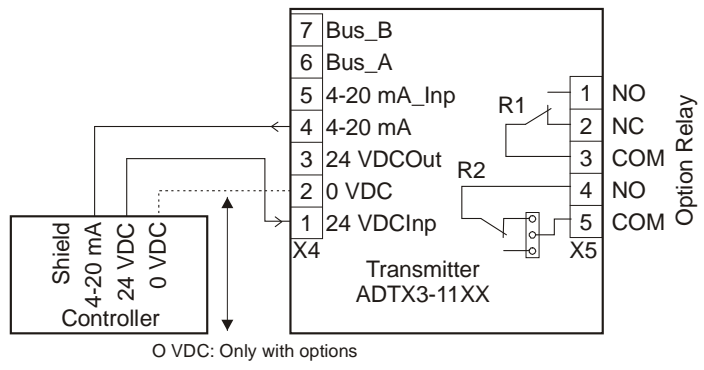 7 Bus_B
6 Bus_A
5 4-20 mA_Inp
4 4-20 mA
3 24 VDCOut
2 0 VDC
1 24 VDCInp
X4
R1
R2
1 NO
2 NC
3 COM
4 NO
5 COM
X5
Option Relay
Transmitter
ADTX3-11XX
Shield
4-20 mA
24 VDC
0 VDC
Controller
O VDC: Only with options